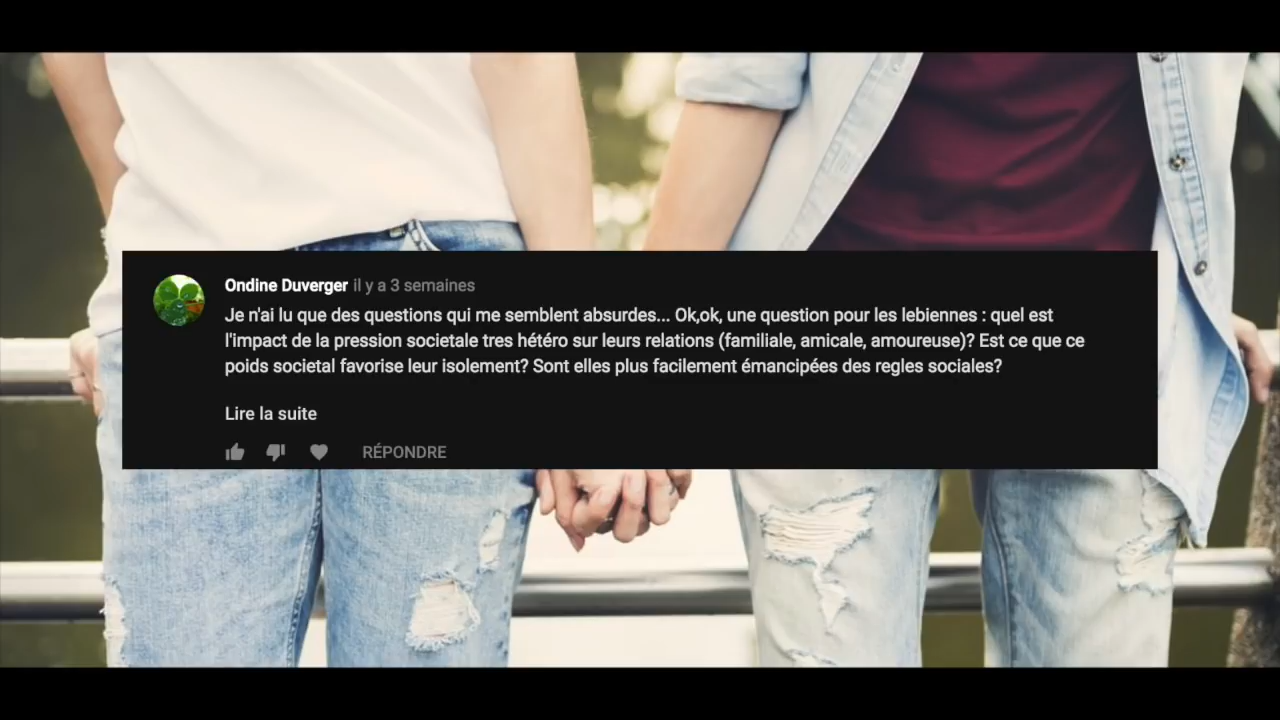 Ondine Duverger il y a 3 semaines
Je n'ai lu que des questions qui me semblent absurdes... Ok,ok, une question pour les lebiennes : quel est
l'impact de la pression societale tres hétéro sur leurs relations (familiale, amicale, amoureuse)? Est ce que ce
poids societal favorise leur isolement? Sont elles plus facilement émancipées des regles sociales?
Lire la suite
RÉPONDRE